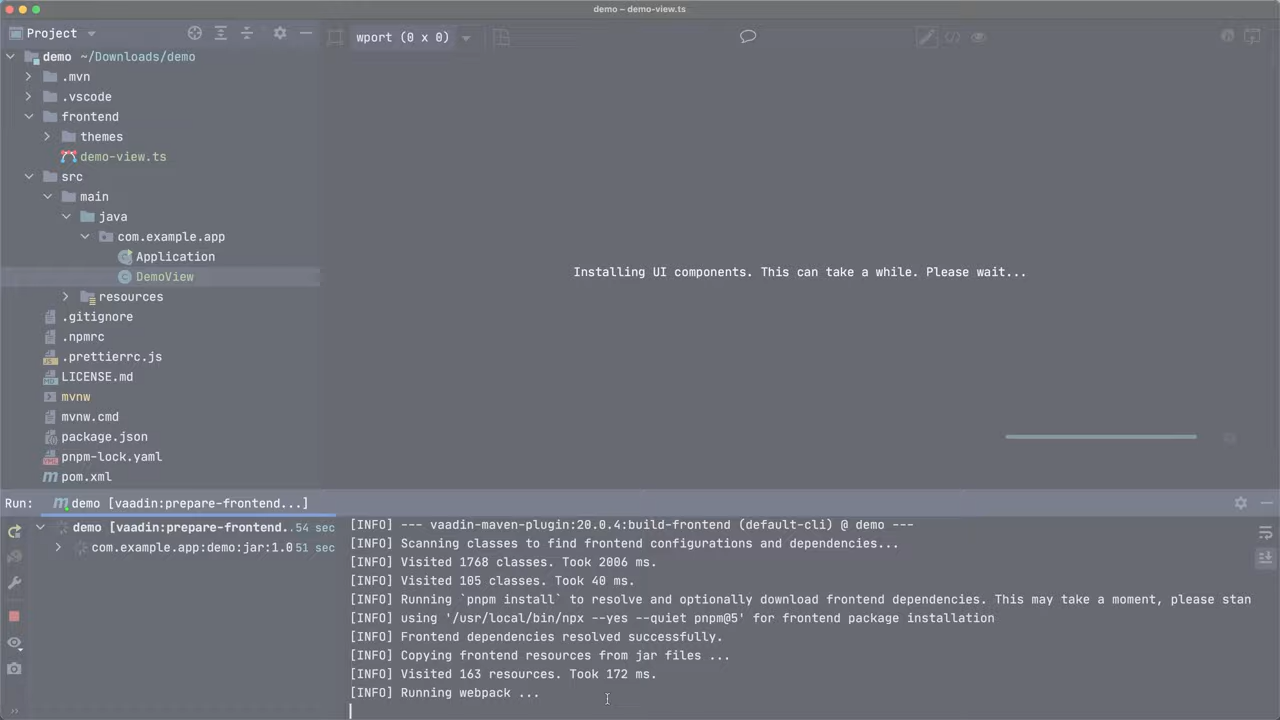 demo – demo-view.ts
Project
wport (0 x 0)
demo ~/Downloads/demo
.mvn
.vscode
frontend
themes
demo-view.ts
src
main
java
com.example.app
Application
DemoView
resources
.gitignore
.npmrc
.prettierrc.js
LICENSE.md
mvnw
mvnw.cmd
package.json
pnpm-lock.yaml
pom.xml
Installing UI components. This can take a while. Please wait...
Run: demo [vaadin:prepare-frontend...]
demo [vaadin:prepare-frontend.. 54 sec
com.example.app:demo:jar:1.0 51 sec
[INFO] --- vaadin-maven-plugin:20.0.4:build-frontend (default-cli) @ demo ---
[INFO] Scanning classes to find frontend configurations and dependencies...
[INFO] Visited 1768 classes. Took 2006 ms.
[INFO] Visited 105 classes. Took 40 ms.
[INFO] Running `pnpm install` to resolve and optionally download frontend dependencies. This may take a moment, please stan
[INFO] using '/usr/local/bin/npx --yes --quiet pnpm@5' for frontend package installation
[INFO] Frontend dependencies resolved successfully.
[INFO] Copying frontend resources from jar files ...
[INFO] Visited 163 resources. Took 172 ms.
[INFO] Running webpack ...